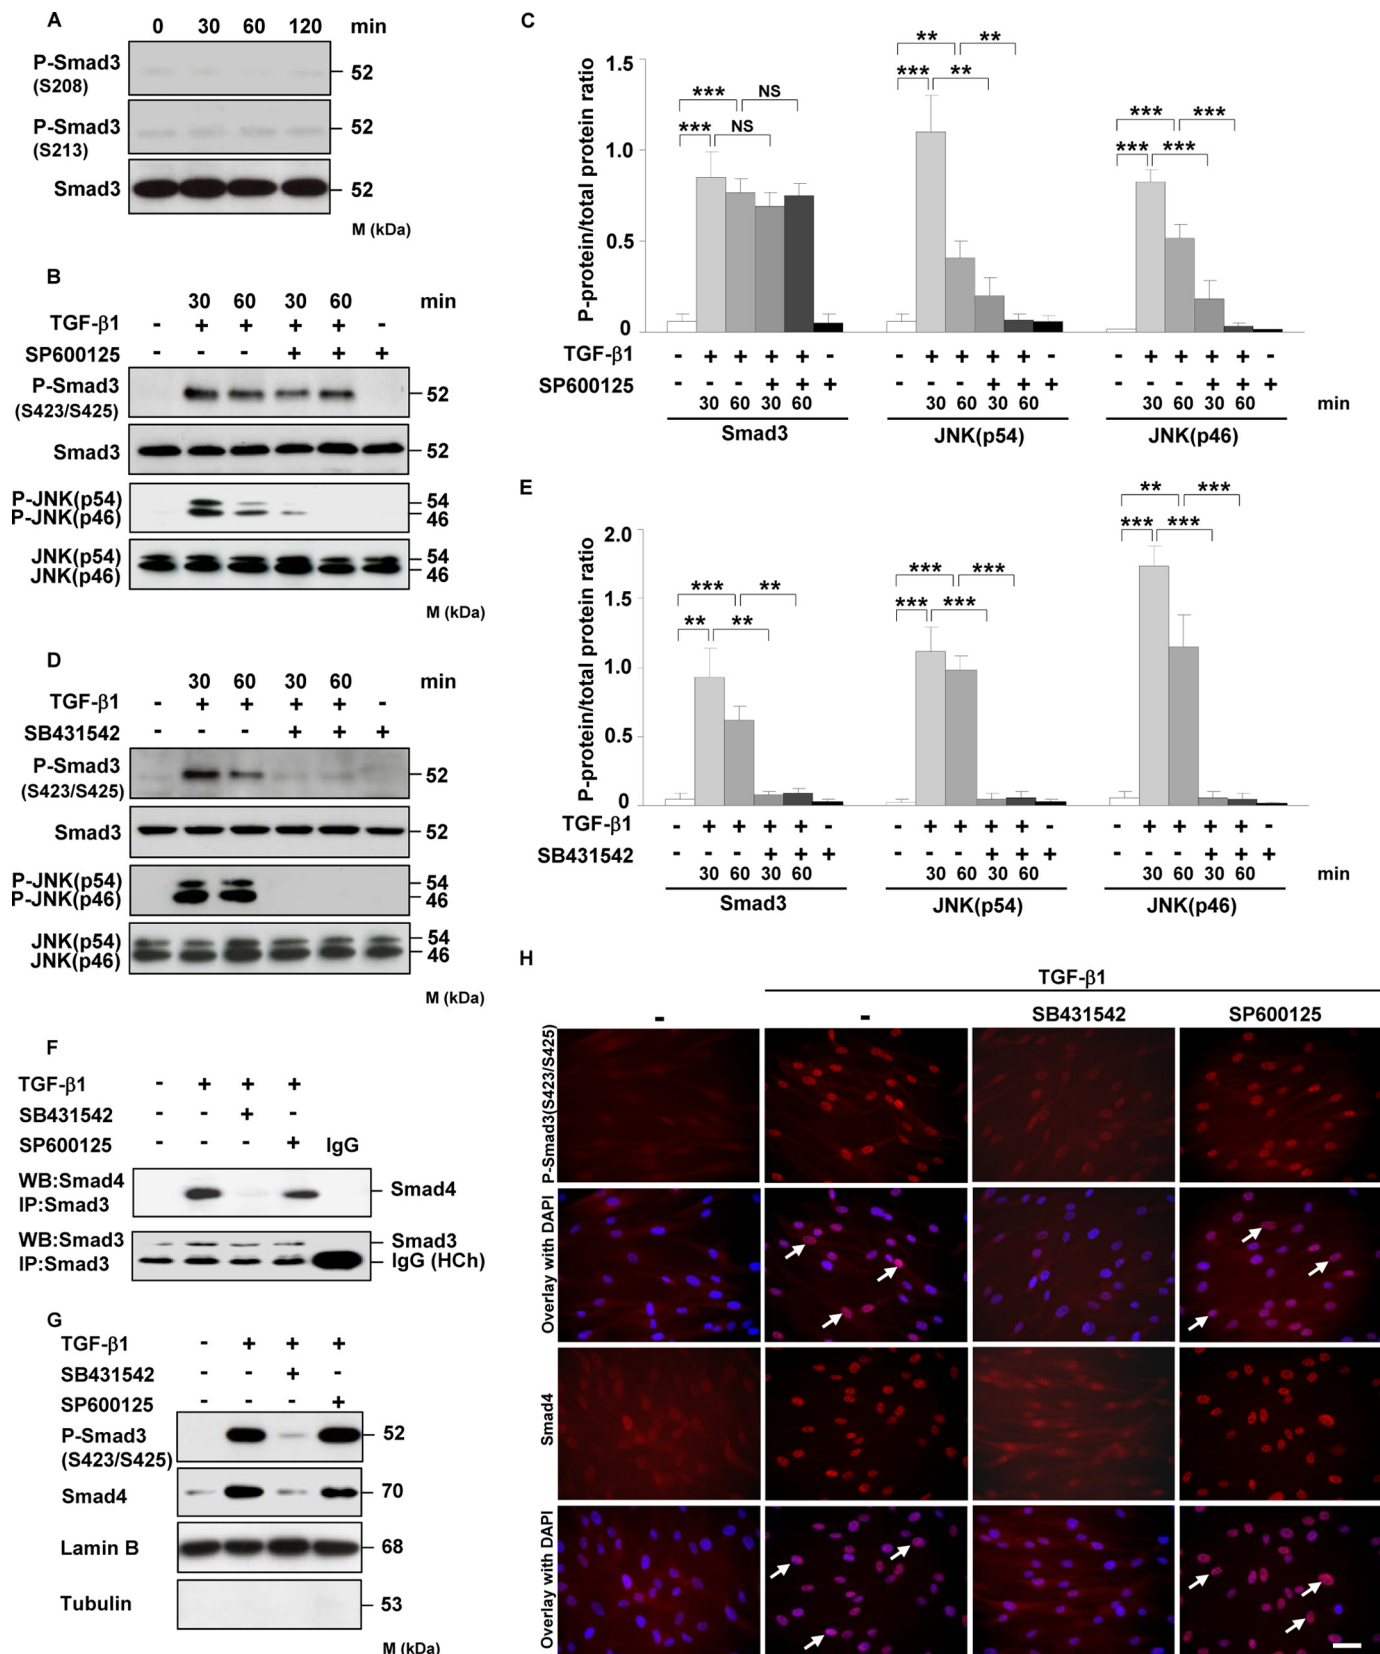 A
0 30 60 120 min
P-Smad3
(S208)
52
P-Smad3
(S213)
52
Smad3
52
M (kDa)
B
30 60 30 60 min
TGF-β1 - + + + + -
SP600125 - - - + + +
P-Smad3
(S423/S425)
52
Smad3
52
P-JNK(p54)
P-JNK(p46)
54
46
JNK(p54)
JNK(p46)
54
46
M (kDa)
C
P-protein/total protein ratio
1.5
1.0
0.5
0
*** NS
*** NS
** **
*** **
*** ***
*** ***
TGF-β1 - + + + + - - + + + + - - + + + + -
SP600125 - - - + + + - - - + + + - - - + + +
30 60 30 60 30 60 30 60 30 60 30 60 min
Smad3 JNK(p54) JNK(p46)
D
30 60 30 60 min
TGF-β1 - + + + + -
SB431542 - - - + + +
P-Smad3
(S423/S425)
52
Smad3
52
P-JNK(p54)
P-JNK(p46)
54
46
JNK(p54)
JNK(p46)
54
46
M (kDa)
E
P-protein/total protein ratio
2.0
1.5
1.0
0.5
0
*** **
** **
*** ***
*** ***
** ***
*** ***
TGF-β1 - + + + + - - + + + + - - + + + + -
SB431542 - - - + + + - - - + + + - - - + + +
30 60 30 60 30 60 30 60 30 60 30 60 min
Smad3 JNK(p54) JNK(p46)
F
TGF-β1 - + + +
SB431542 - - + -
SP600125 - - - + IgG
WB:Smad4
IP:Smad3
Smad4
WB:Smad3
IP:Smad3
Smad3
IgG (HCh)
G
TGF-β1 - + + +
SB431542 - - + -
SP600125 - - - +
P-Smad3
(S423/S425)
52
Smad4
70
Lamin B
68
Tubulin
53
M (kDa)
H
TGF-β1
- - SB431542 SP600125
P-Smad3(S423/S425)
Overlay with DAPI
Smad4
Overlay with DAPI